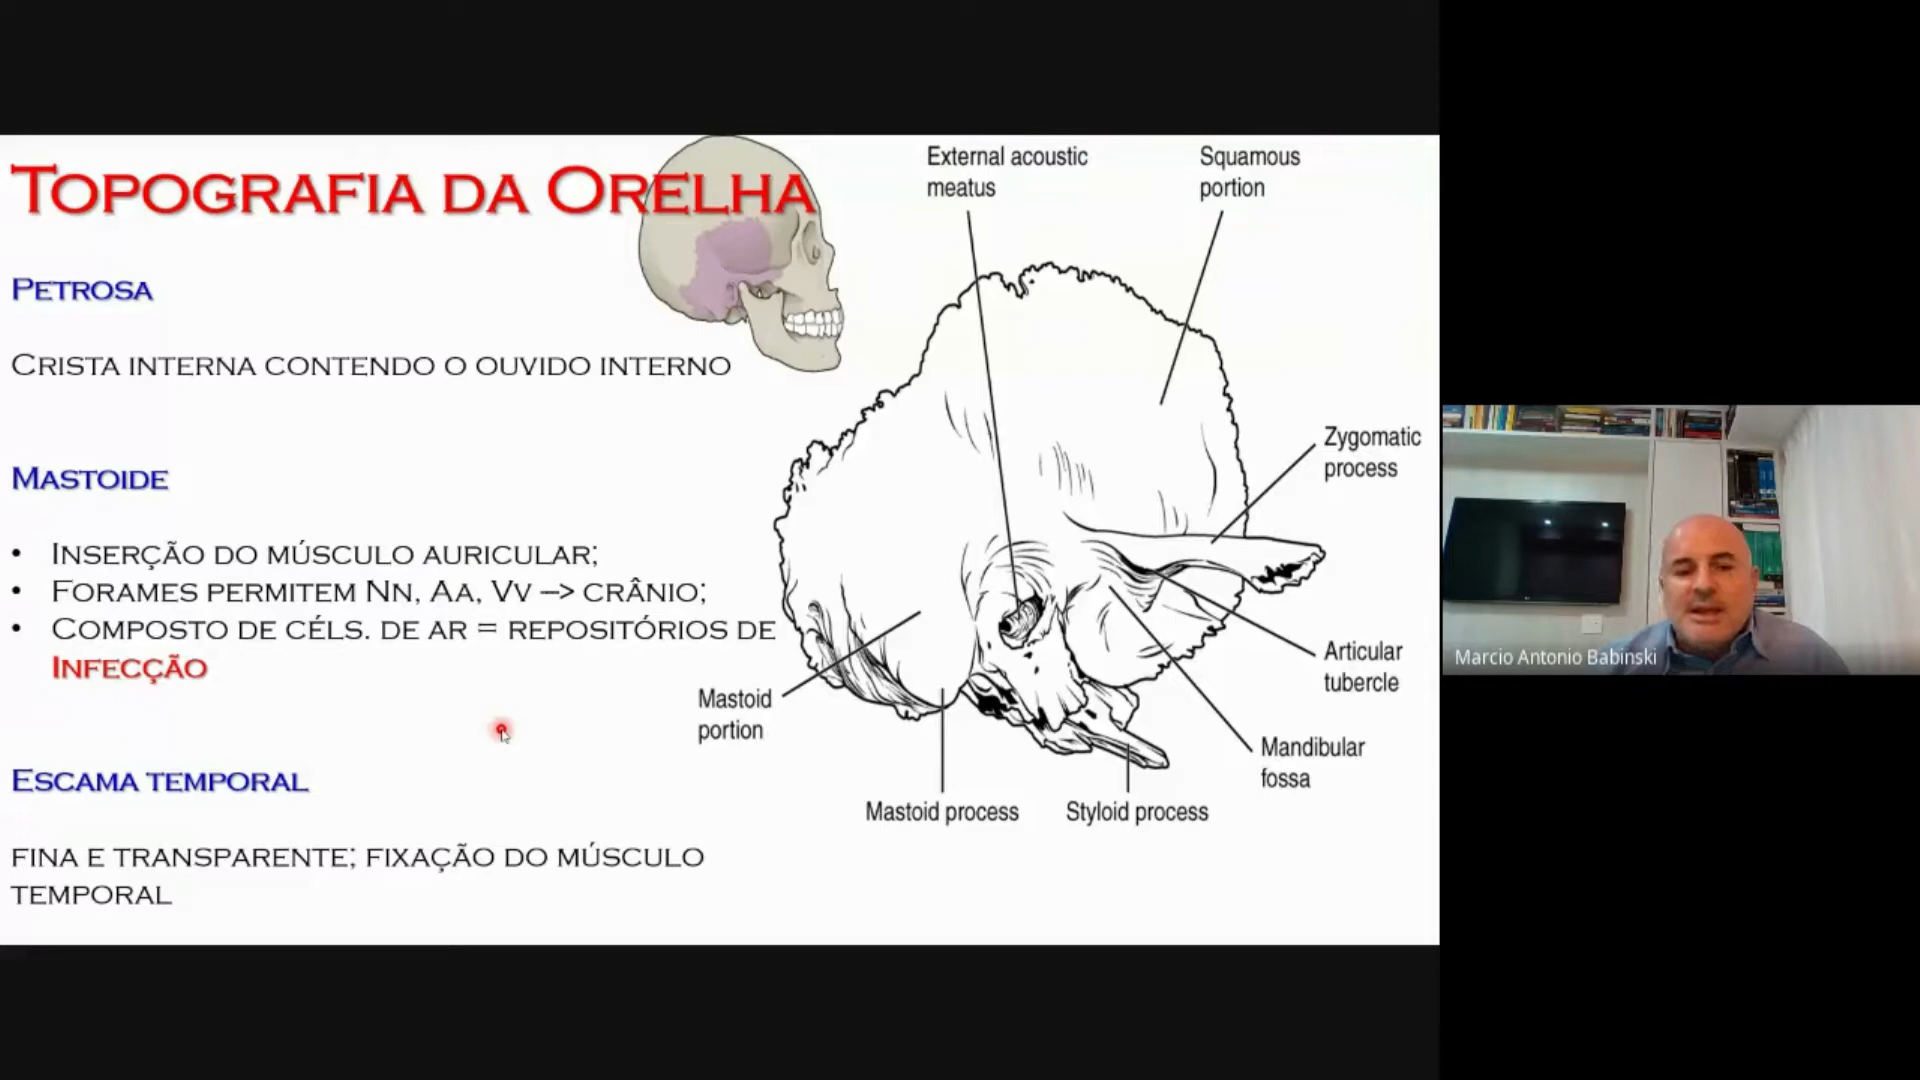 Topografia da Orelha
Petrosa
Crista interna contendo o ouvido interno
Mastoide
• Inserção do músculo auricular;
• Forames permitem Nn, Aa, Vv –> crânio;
• Composto de céls. de ar = repositórios de
Infecção
Escama temporal
fina e transparente; fixação do músculo
temporal
External acoustic
meatus
Squamous
portion
Zygomatic
process
Articular
tubercle
Mandibular
fossa
Styloid process
Mastoid process
Mastoid
portion
Marcio Antonio Babinski